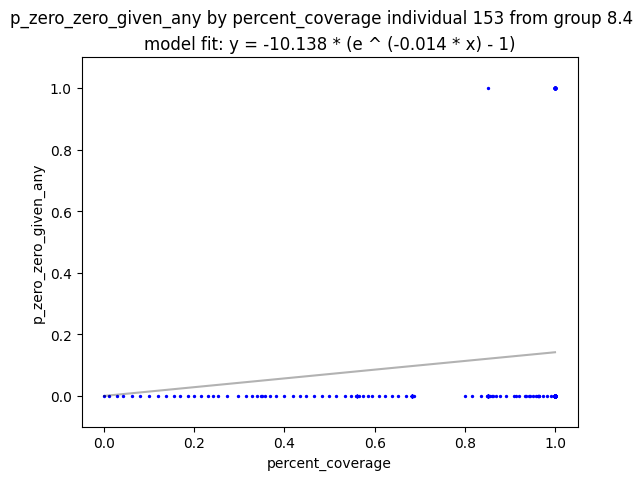 p_zero_zero_given_any by percent_coverage individual 153 from group 8.4
model fit: y = -10.138 * (e ^ (-0.014 * x) - 1)
1.0
0.8
0.6
0.4
0.2
0.0
p_zero_zero_given_any
0.0 0.2 0.4 0.6 0.8 1.0
percent_coverage